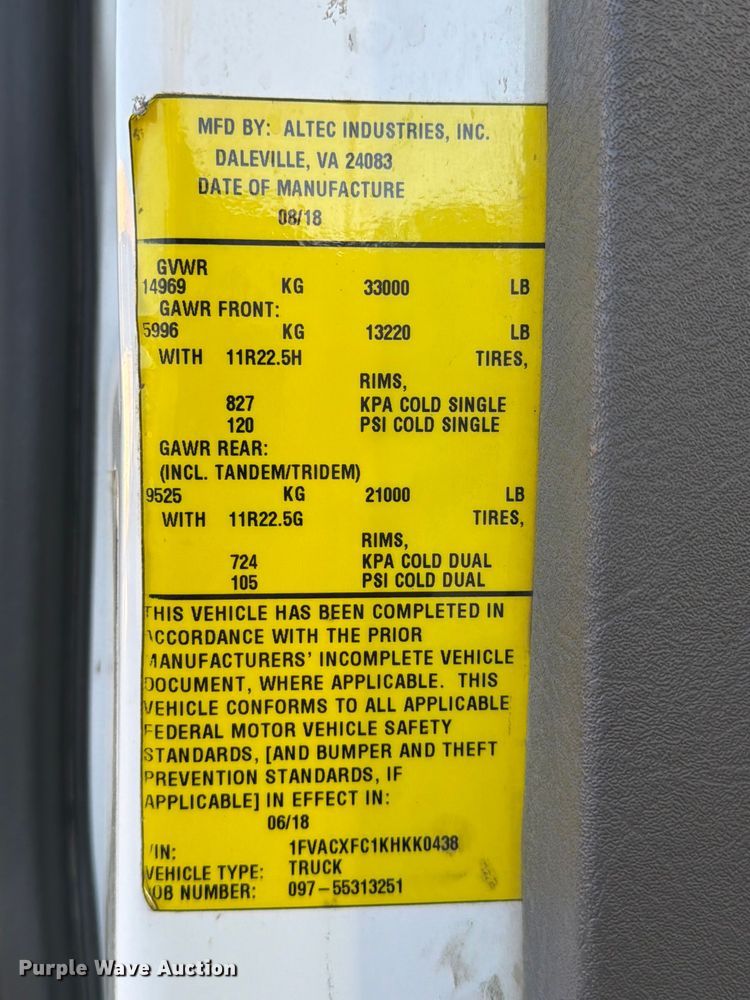 MFD BY: ALTEC INDUSTRIES, INC.
DALEVILLE, VA 24083
DATE OF MANUFACTURE
08/18
GVWR
14969 KG 33000 LB
GAWR FRONT:
5996 KG 13220 LB
WITH 11R22.5H TIRES,
RIMS,
827 KPA COLD SINGLE
120 PSI COLD SINGLE
GAWR REAR:
(INCL. TANDEM/TRIDEM)
9525 KG 21000 LB
WITH 11R22.5G TIRES,
RIMS,
724 KPA COLD DUAL
105 PSI COLD DUAL
THIS VEHICLE HAS BEEN COMPLETED IN
ACCORDANCE WITH THE PRIOR
MANUFACTURERS' INCOMPLETE VEHICLE
DOCUMENT, WHERE APPLICABLE. THIS
VEHICLE CONFORMS TO ALL APPLICABLE
FEDERAL MOTOR VEHICLE SAFETY
STANDARDS, [AND BUMPER AND THEFT
PREVENTION STANDARDS, IF
APPLICABLE] IN EFFECT IN:
06/18
VIN: 1FVACXFC1KHKK0438
VEHICLE TYPE: TRUCK
JOB NUMBER: 097-55313251
Purple Wave Auction